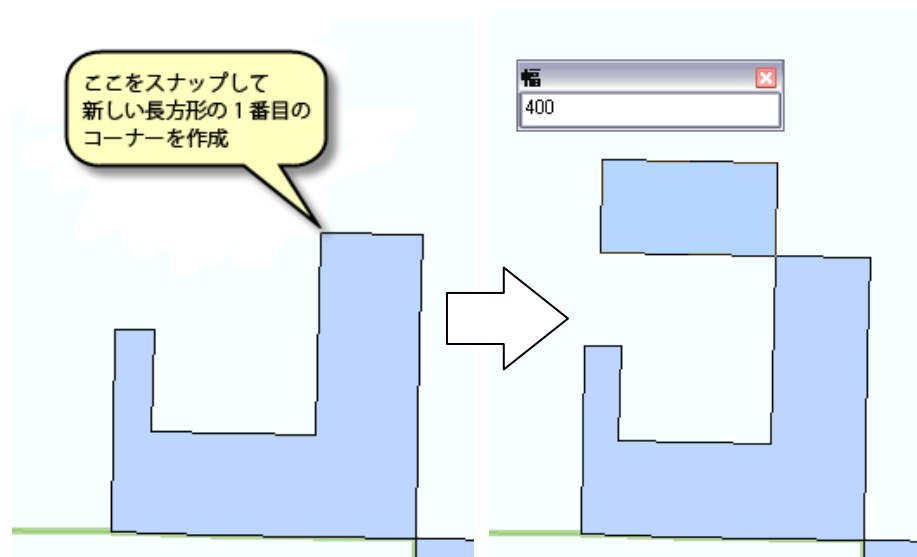 ここをスナップして
新しい長方形の1番目の
コーナーを作成
幅
400